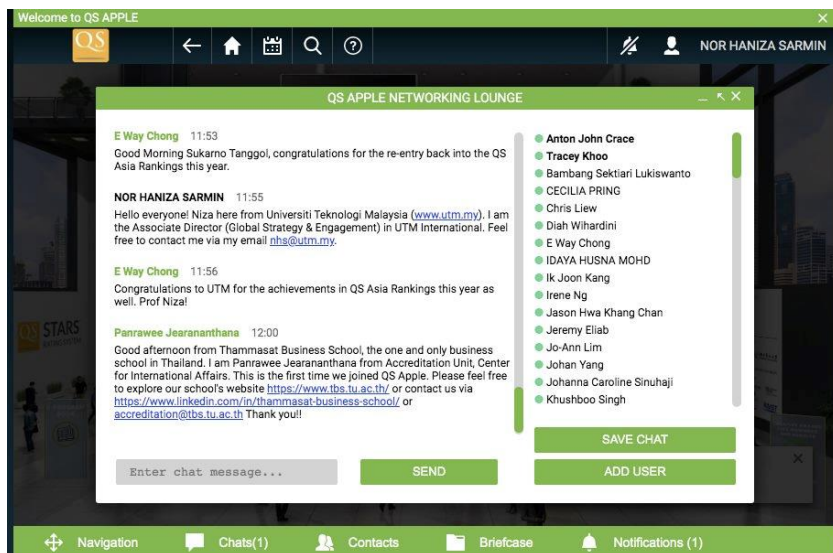 Welcome to QS APPLE
QS
NOR HANIZA SARMIN
QS APPLE NETWORKING LOUNGE
E Way Chong 11:53
Good Morning Sukarno Tanggol, congratulations for the re-entry back into the QS
Asia Rankings this year.
NOR HANIZA SARMIN 11:55
Hello everyone! Niza here from Universiti Teknologi Malaysia (www.utm.my). I am
the Associate Director (Global Strategy & Engagement) in UTM International. Feel
free to contact me via my email nhs@utm.my.
E Way Chong 11:56
Congratulations to UTM for the achievements in QS Asia Rankings this year as
well. Prof Niza!
Panrawee Jearananthana 12:00
Good afternoon from Thammasat Business School, the one and only business
school in Thailand. I am Panrawee Jearananthana from Accreditation Unit, Center
for International Affairs. This is the first time we joined QS Apple. Please feel free
to explore our school's website https://www.tbs.tu.ac.th/ or contact us via
https://www.linkedin.com/in/thammasat-business-school/ or
accreditation@tbs.tu.ac.th Thank you!!
Enter chat message...
SEND
Anton John Crace
Tracey Khoo
Bambang Sektiari Lukiswanto
CECILIA PRING
Chris Liew
Diah Wihardini
E Way Chong
IDAYA HUSNA MOHD
Ik Joon Kang
Irene Ng
Jason Hwa Khang Chan
Jeremy Eliab
Jo-Ann Lim
Johan Yang
Johanna Caroline Sinuhaji
Khushboo Singh
SAVE CHAT
ADD USER
QS STARS
Navigation
Chats(1)
Contacts
Briefcase
Notifications (1)